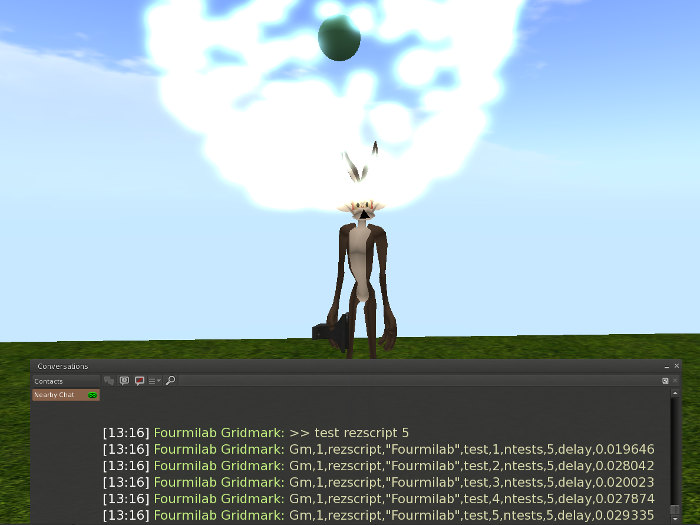 Conversations
Contacts
Nearby Chat
[13:16] Fourmilab Gridmark: >> test rezscript 5
[13:16] Fourmilab Gridmark: Gm,1,rezscript,"Fourmilab",test,1,ntests,5,delay,0.019646
[13:16] Fourmilab Gridmark: Gm,1,rezscript,"Fourmilab",test,2,ntests,5,delay,0.028042
[13:16] Fourmilab Gridmark: Gm,1,rezscript,"Fourmilab",test,3,ntests,5,delay,0.020023
[13:16] Fourmilab Gridmark: Gm,1,rezscript,"Fourmilab",test,4,ntests,5,delay,0.027874
[13:16] Fourmilab Gridmark: Gm,1,rezscript,"Fourmilab",test,5,ntests,5,delay,0.029335